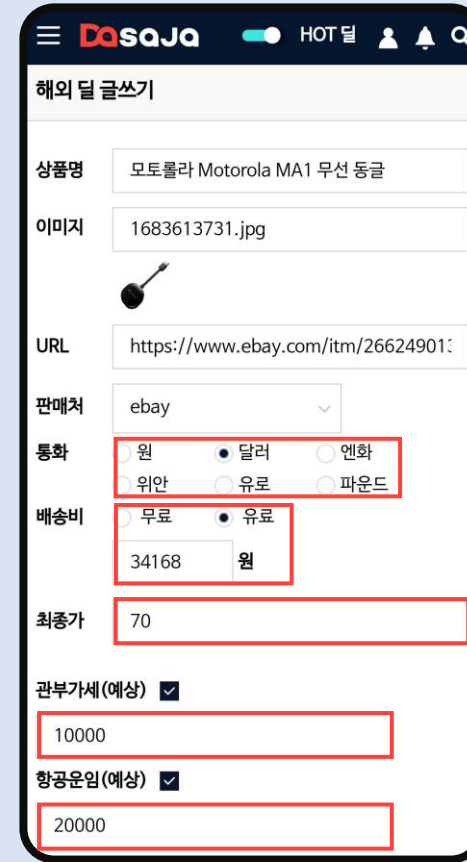 DasaJa HOT딜
해외 딜 글쓰기
상품명 모토롤라 Motorola MA1 무선 동글
이미지 1683613731.jpg
URL https://www.ebay.com/itm/266249013
판매처 ebay
통화 원 달러 엔화
위안 유로 파운드
배송비 무료 유료
34168 원
최종가 70
관부가세(예상)
10000
항공운임(예상)
20000